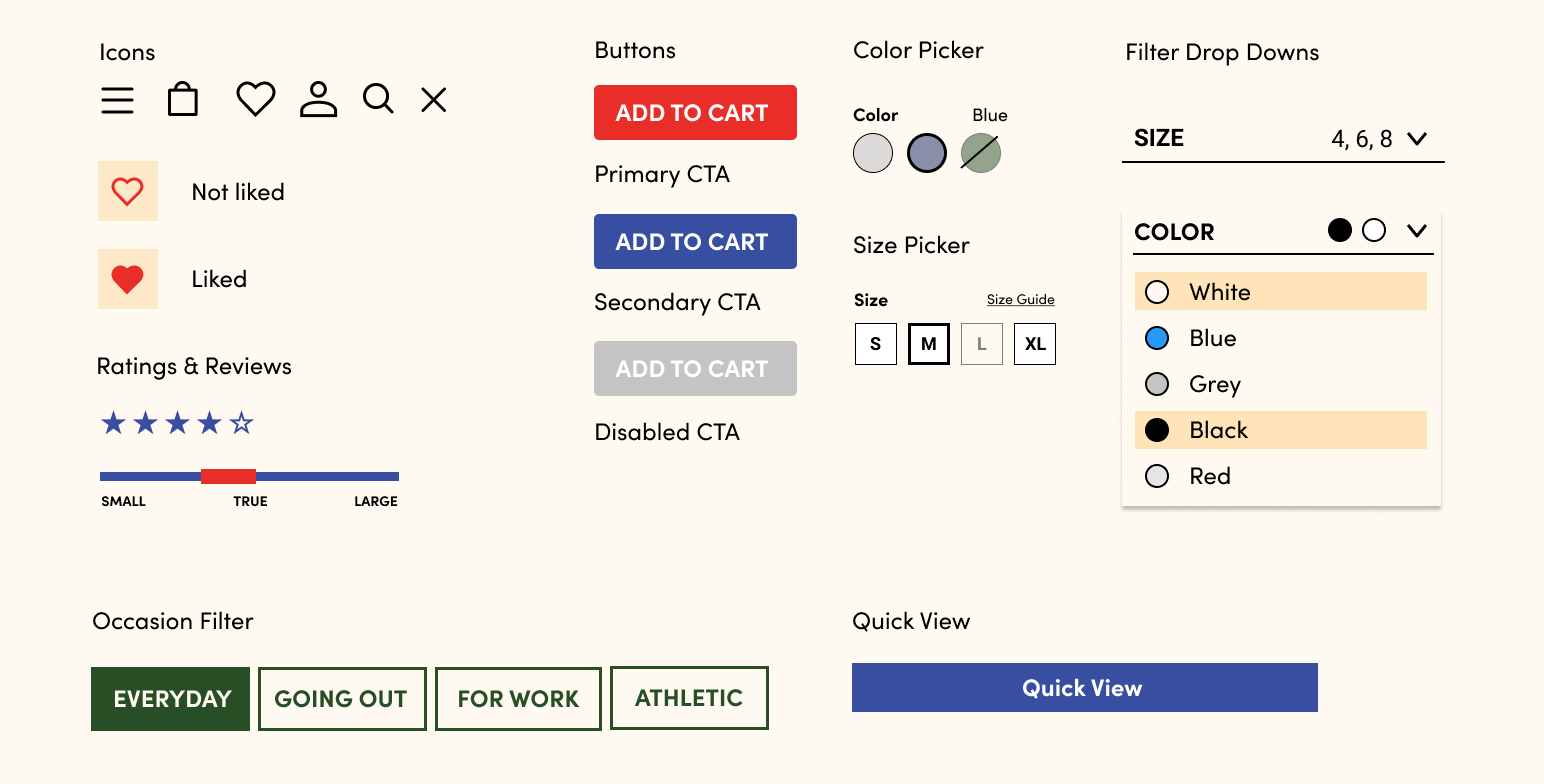 Icons
Not liked
Liked
Ratings & Reviews
SMALL TRUE LARGE
Buttons
ADD TO CART
Primary CTA
ADD TO CART
Secondary CTA
ADD TO CART
Disabled CTA
Color Picker
Color Blue
Size Picker
Size Size Guide
S M L XL
Filter Drop Downs
SIZE 4, 6, 8
COLOR
White
Blue
Grey
Black
Red
Occasion Filter
EVERYDAY GOING OUT FOR WORK ATHLETIC
Quick View
Quick View